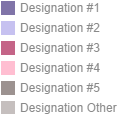 Designation #1
Designation #2
Designation #3
Designation #4
Designation #5
Designation Other